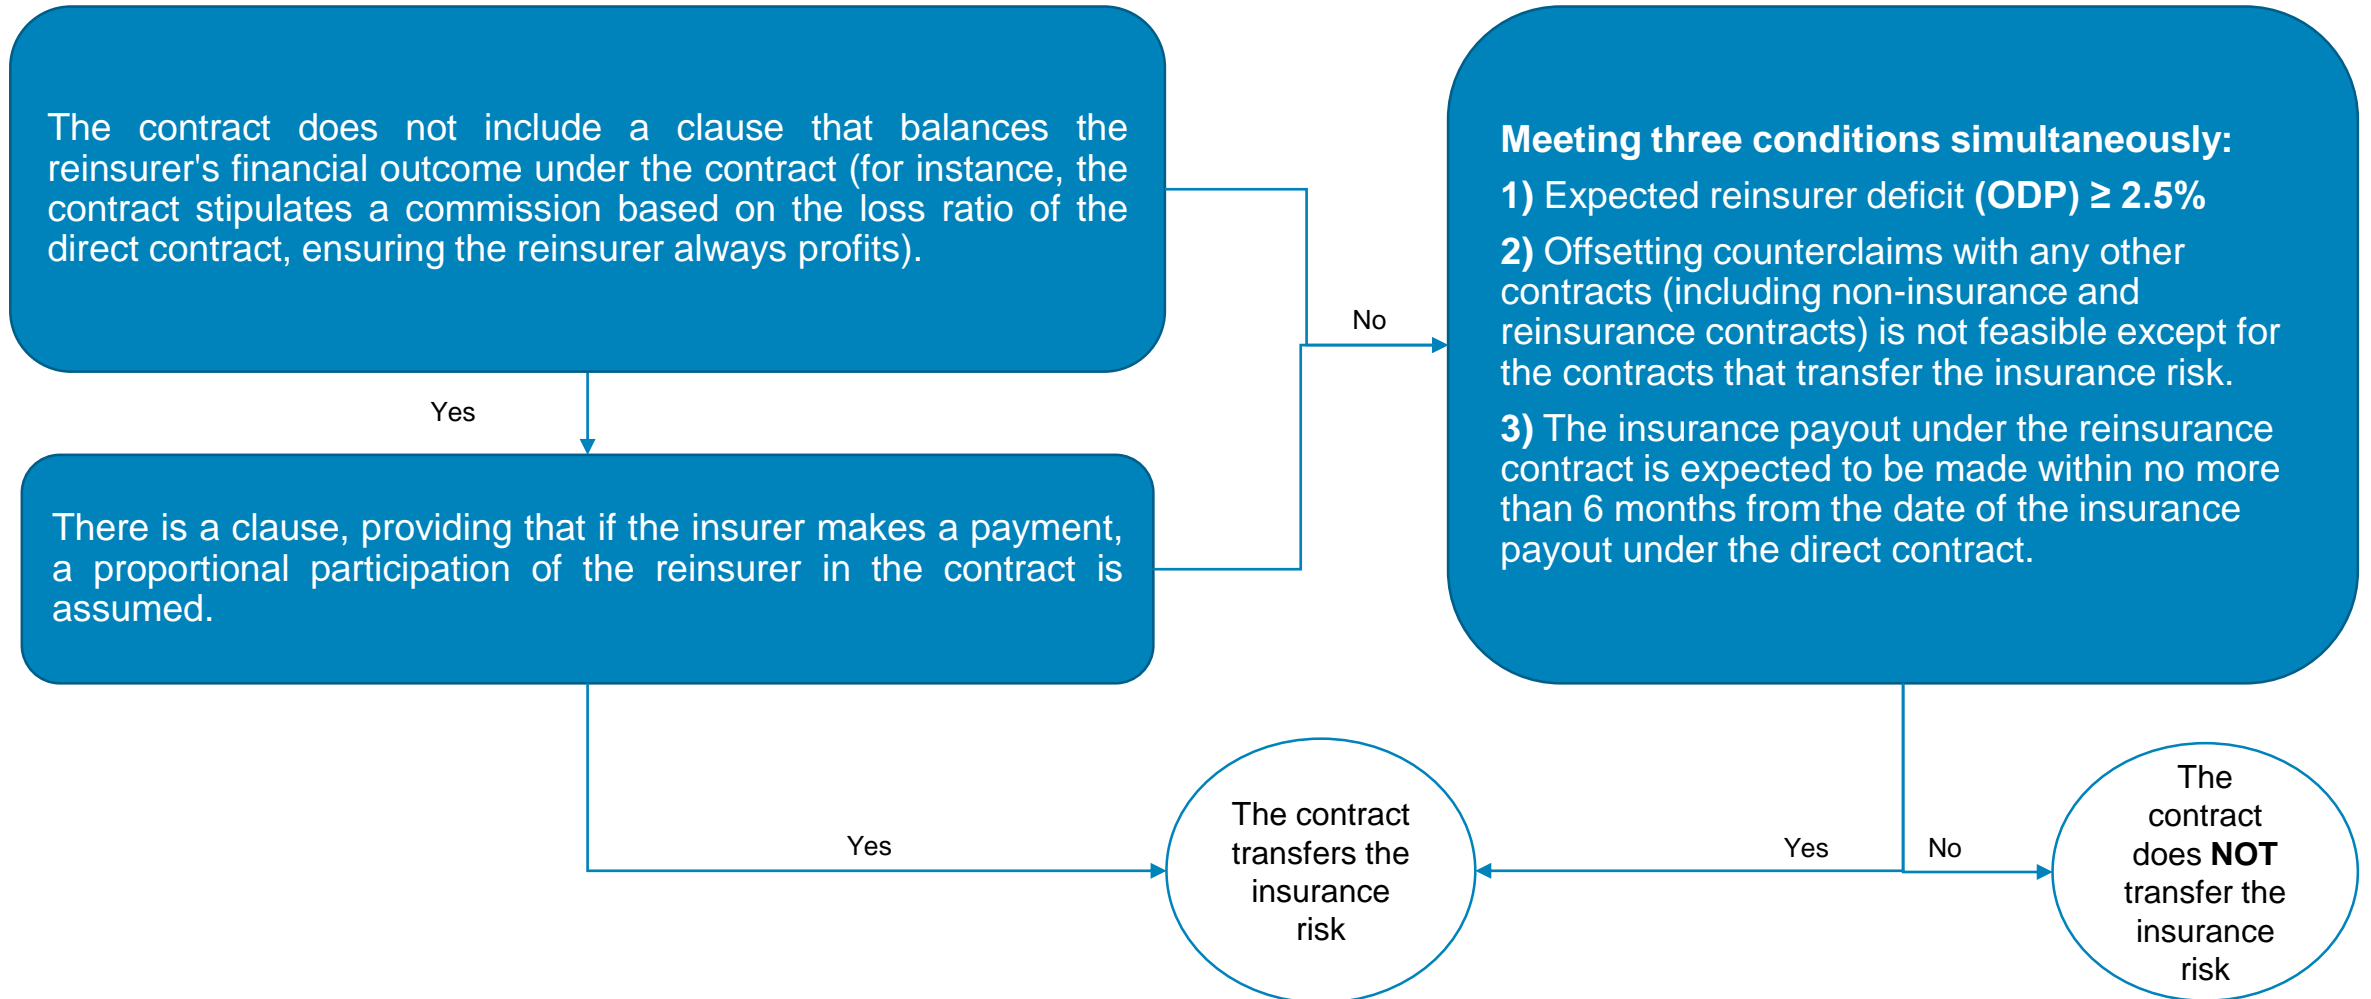 The contract does not include a clause that balances the
reinsurer's financial outcome under the contract (for instance, the
contract stipulates a commission based on the loss ratio of the
direct contract, ensuring the reinsurer always profits).
Yes
There is a clause, providing that if the insurer makes a payment,
a proportional participation of the reinsurer in the contract is
assumed.
No
Meeting three conditions simultaneously:
1) Expected reinsurer deficit (ODP) ≥ 2.5%
2) Offsetting counterclaims with any other
contracts (including non-insurance and
reinsurance contracts) is not feasible except for
the contracts that transfer the insurance risk.
3) The insurance payout under the reinsurance
contract is expected to be made within no more
than 6 months from the date of the insurance
payout under the direct contract.
Yes
The contract
transfers the
insurance
risk
Yes
No
The
contract
does NOT
transfer the
insurance
risk